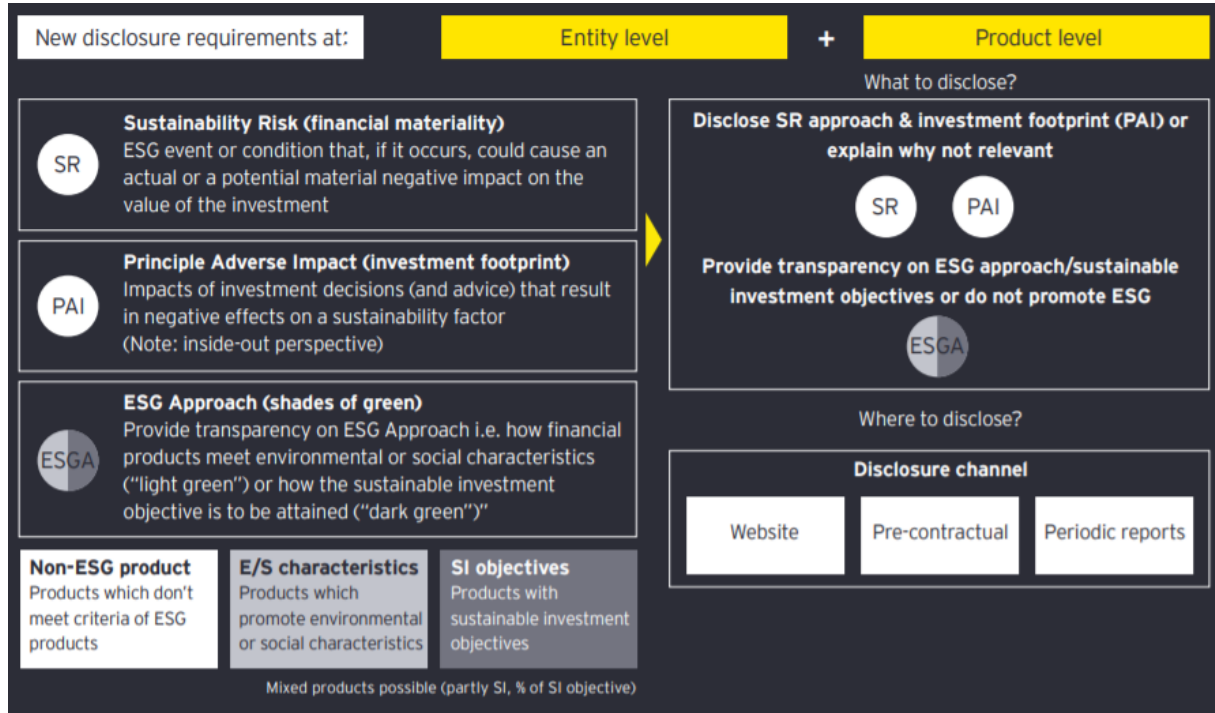 New disclosure requirements at:
Entity level
+
Product level
What to disclose?
SR
Sustainability Risk (financial materiality)
ESG event or condition that, if it occurs, could cause an
actual or a potential material negative impact on the
value of the investment
PAI
Principle Adverse Impact (investment footprint)
Impacts of investment decisions (and advice) that result
in negative effects on a sustainability factor
(Note: inside-out perspective)
ESGA
ESG Approach (shades of green)
Provide transparency on ESG Approach i.e. how financial
products meet environmental or social characteristics
(“light green”) or how the sustainable investment
objective is to be attained (“dark green”)”
Non-ESG product
Products which don’t
meet criteria of ESG
products
E/S characteristics
Products which
promote environmental
or social characteristics
SI objectives
Products with
sustainable investment
objectives
Mixed products possible (partly SI, % of SI objective)
Disclose SR approach & investment footprint (PAI) or
explain why not relevant
SR
PAI
Provide transparency on ESG approach/sustainable
investment objectives or do not promote ESG
ESGA
Where to disclose?
Disclosure channel
Website
Pre-contractual
Periodic reports